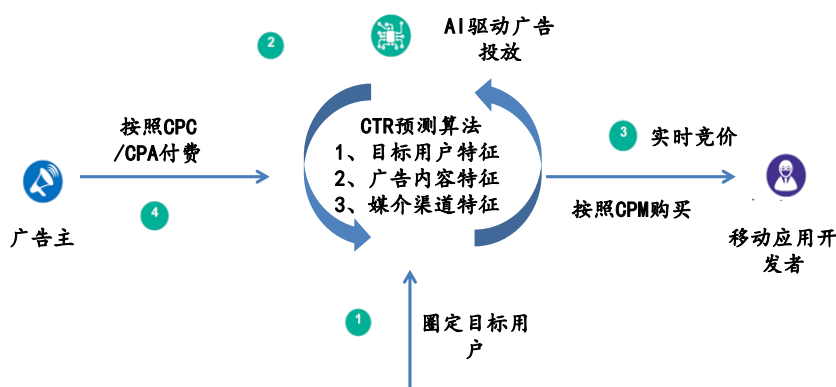 2
AI驱动广告
投放
按照CPC
/CPA付费
CTR预测算法
1、目标用户特征
2、广告内容特征
3、媒介渠道特征
3
实时竞价
4
按照CPM购买
广告主
移动应用开
发者
1
圈定目标用
户